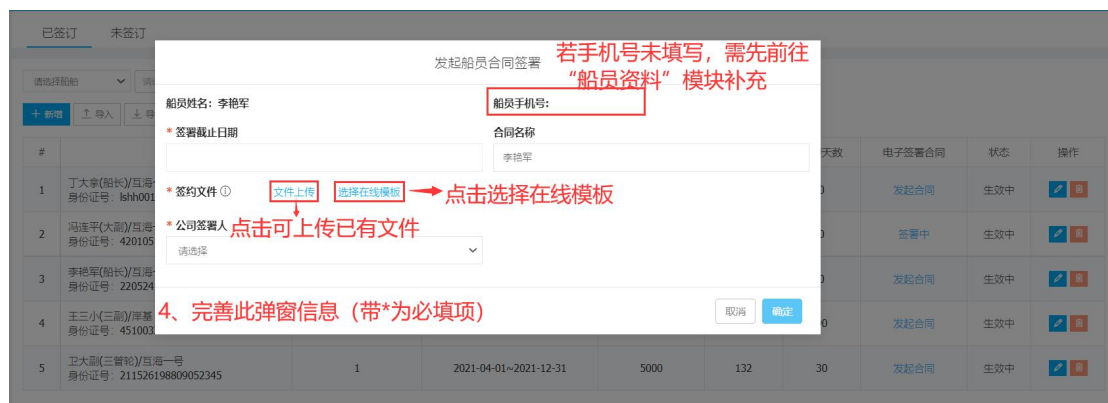 已签订 未签订
发起船员合同签署
若手机号未填写，需先前往
“船员资料”模块补充
请选择船舶
+ 新增 导入
船员姓名：李艳军 船员手机号:
* 签署截止日期 合同名称
李艳军
# 天数 电子签署合同 状态 操作
* 签约文件 文件上传 选择在线模板 点击选择在线模板
点击可上传已有文件
* 公司签署人
请选择
4、完善此弹窗信息（带*为必填项）
取消 确定
1 丁大余(船长)/互海 发起合同 生效中
身份证号：lshh001
2 冯连平(大副)/互海 签署中 生效中
身份证号：420105
3 李艳军(船长)/互海 发起合同 生效中
身份证号：220524
4 王三小(三副)/岸基 发起合同 生效中
身份证号：451003
5 卫大副(三管轮)/互海一号 1 2021-04-01~2021-12-31 5000 132 30 发起合同 生效中
身份证号：211526198809052345